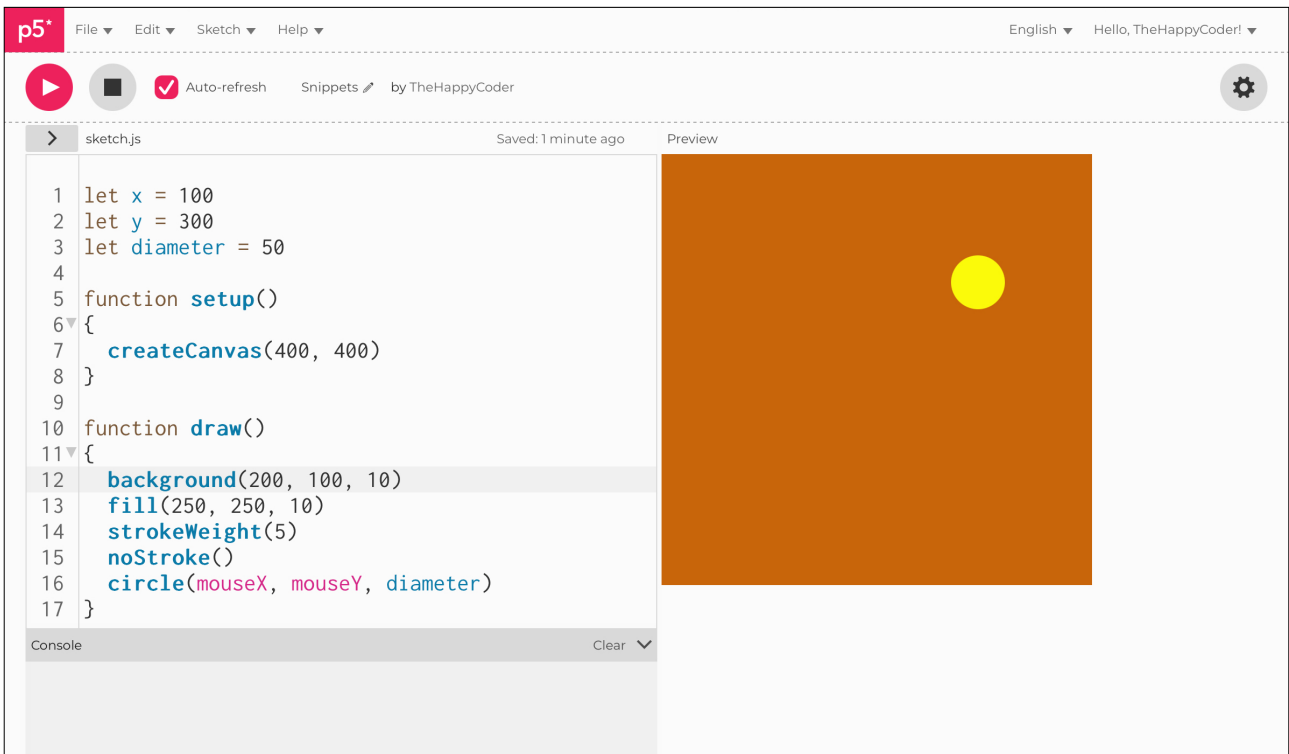 p5* File Edit Sketch Help English Hello, TheHappyCoder!
Auto-refresh Snippets by TheHappyCoder
sketch.js Saved: 1 minute ago Preview
1 let x = 100
2 let y = 300
3 let diameter = 50
4
5 function setup()
6 {
7 createCanvas(400, 400)
8 }
9
10 function draw()
11 {
12 background(200, 100, 10)
13 fill(250, 250, 10)
14 strokeWeight(5)
15 noStroke()
16 circle(mouseX, mouseY, diameter)
17 }
Console Clear